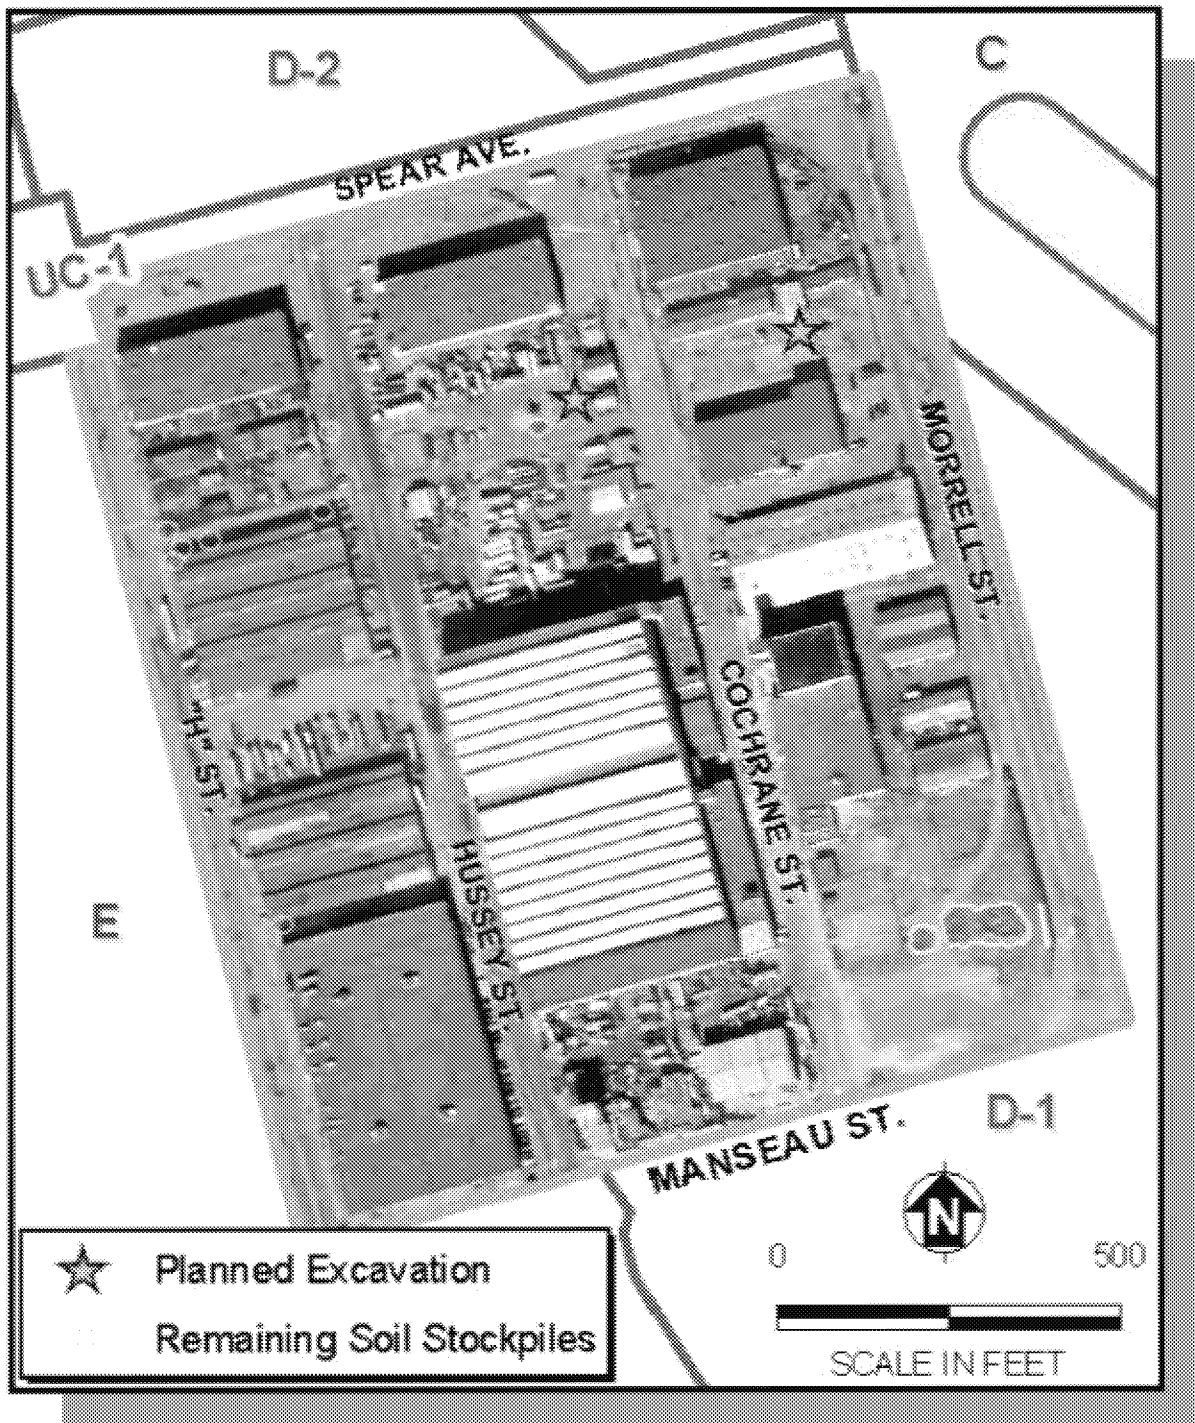 D-2
C
SPEAR AVE.
UC-1
MORRELL ST.
"H" ST.
COCHRANE ST.
HUSSEY ST.
E
D-1
MANSEAU ST.
N
0 500
SCALE IN FEET
Planned Excavation
Remaining Soil Stockpiles